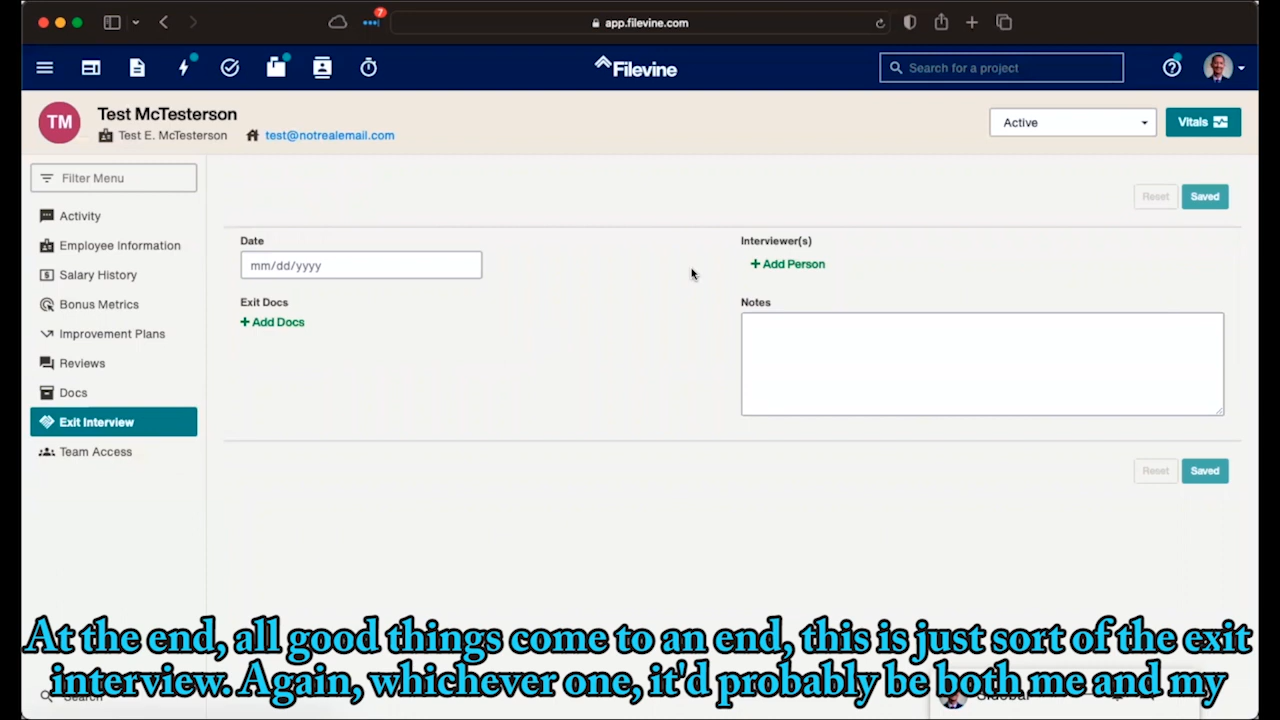 7
app.filevine.com
Filevine
Search for a project
TM
Test McTesterson
Test E. McTesterson
test@notrealemail.com
Active
Vitals
Filter Menu
Activity
Employee Information
Salary History
Bonus Metrics
Improvement Plans
Reviews
Docs
Exit Interview
Team Access
Reset
Saved
Date
mm/dd/yyyy
Interviewer(s)
+ Add Person
Exit Docs
+ Add Docs
Notes
Reset
Saved
At the end, all good things come to an end, this is just sort of the exit
interview. Again, whichever one, it'd probably be both me and my
Search
Sidebar